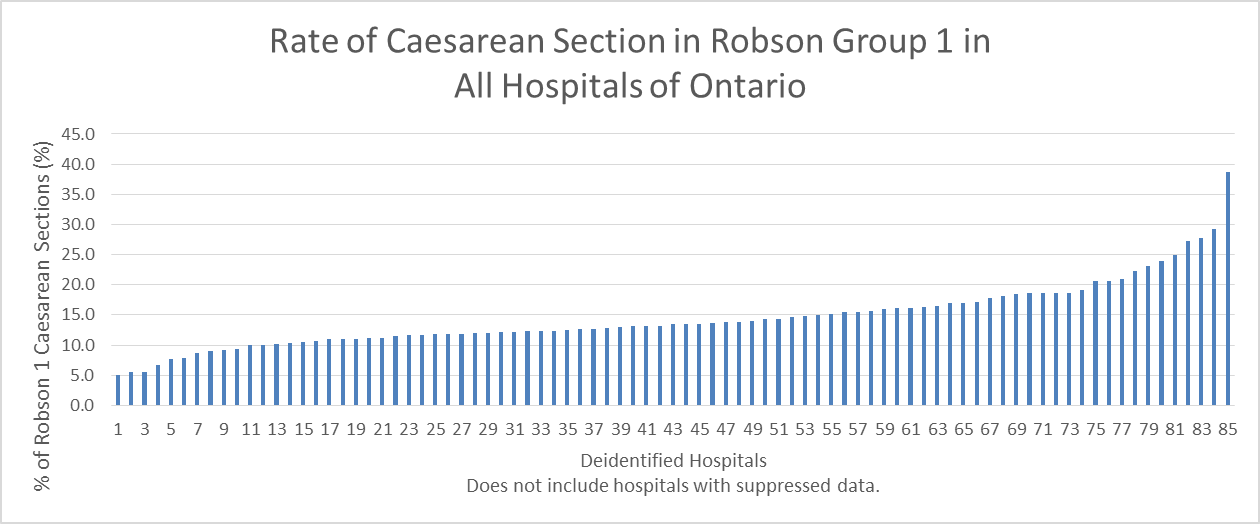 Rate of Caesarean Section in Robson Group 1 in
All Hospitals of Ontario
% of Robson 1 Caesarean Sections (%)
45.0
40.0
35.0
30.0
25.0
20.0
15.0
10.0
5.0
0.0
1 3 5 7 9 11 13 15 17 19 21 23 25 27 29 31 33 35 37 39 41 43 45 47 49 51 53 55 57 59 61 63 65 67 69 71 73 75 77 79 81 83 85
Deidentified Hospitals
Does not include hospitals with suppressed data.